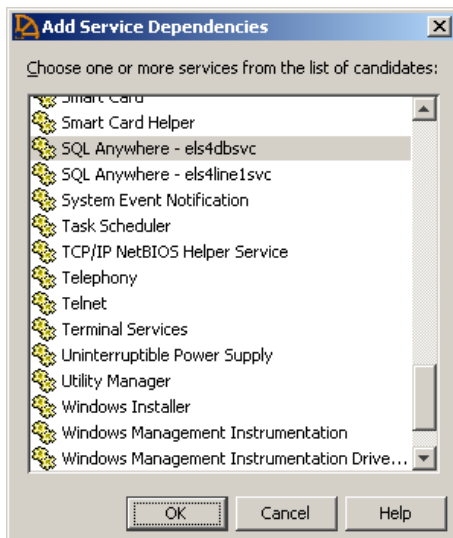 Add Service Dependencies
Choose one or more services from the list of candidates:
Smart Card
Smart Card Helper
SQL Anywhere - els4dbsvc
SQL Anywhere - els4line1svc
System Event Notification
Task Scheduler
TCP/IP NetBIOS Helper Service
Telephony
Telnet
Terminal Services
Uninterruptible Power Supply
Utility Manager
Windows Installer
Windows Management Instrumentation
Windows Management Instrumentation Drive...
OK Cancel Help